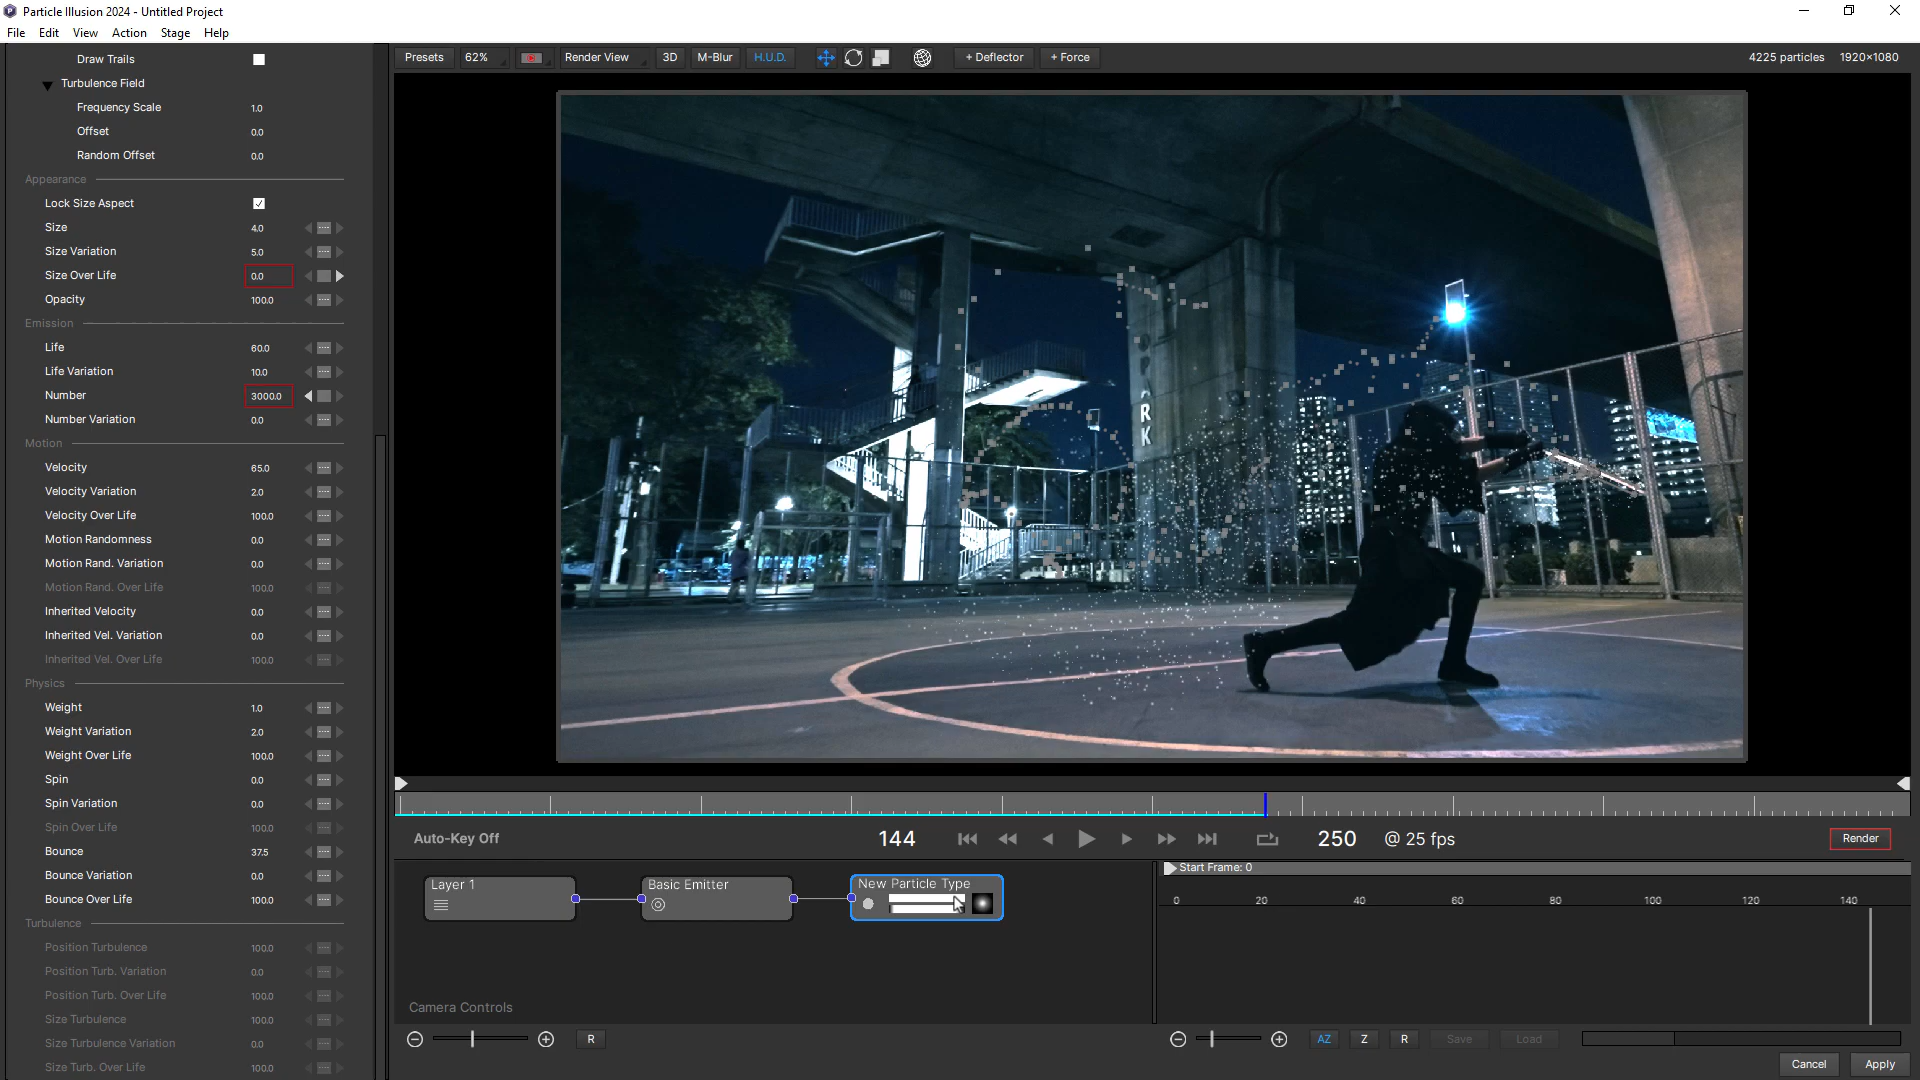 Particle Illusion 2024 - Untitled Project
File Edit View Action Stage Help
Presets 62% Render View 3D M-Blur H.U.D. + Deflector + Force 4225 particles 1920×1080
Draw Trails
Turbulence Field
Frequency Scale 1.0
Offset 0.0
Random Offset 0.0
Appearance
Lock Size Aspect
Size 4.0
Size Variation 5.0
Size Over Life 0.0
Opacity 100.0
Emission
Life 60.0
Life Variation 10.0
Number 3000.0
Number Variation 0.0
Motion
Velocity 65.0
Velocity Variation 2.0
Velocity Over Life 100.0
Motion Randomness 0.0
Motion Rand. Variation 0.0
Motion Rand. Over Life 100.0
Inherited Velocity 0.0
Inherited Vel. Variation 0.0
Inherited Vel. Over Life 100.0
Physics
Weight 1.0
Weight Variation 2.0
Weight Over Life 100.0
Spin 0.0
Spin Variation 0.0
Spin Over Life 100.0
Bounce 37.5
Bounce Variation 0.0
Bounce Over Life 100.0
Turbulence
Position Turbulence 100.0
Position Turb. Variation 0.0
Position Turb. Over Life 100.0
Size Turbulence 100.0
Size Turbulence Variation 0.0
Size Turb. Over Life 100.0
Auto-Key Off 144 250 @ 25 fps Render
Layer 1 Basic Emitter New Particle Type
Camera Controls
R
Start Frame: 0
0 20 40 60 80 100 120 140
AZ Z R Save Load
Cancel Apply